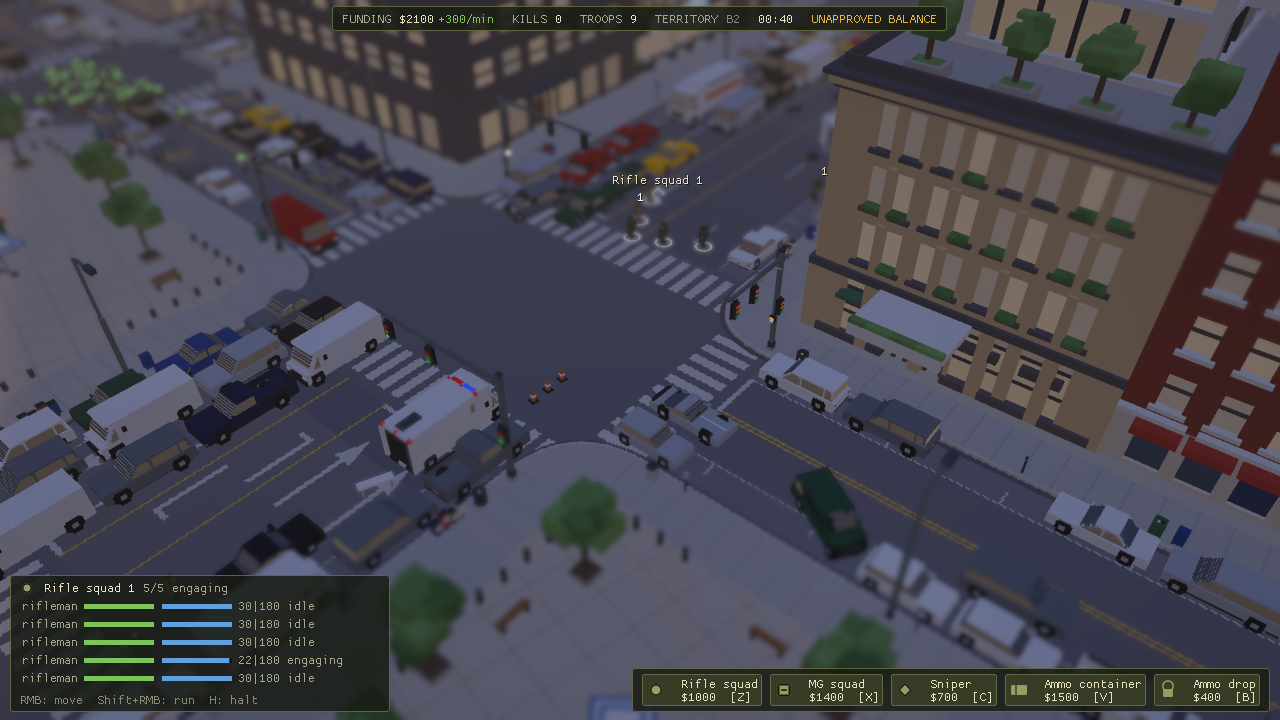 FUNDING $2100 +300/min KILLS 0 TROOPS 9 TERRITORY B2 00:40 UNAPPROVED BALANCE
1
Rifle squad 1
1
Rifle squad 1 5/5 engaging
rifleman 30|180 idle
rifleman 30|180 idle
rifleman 30|180 idle
rifleman 22|180 engaging
rifleman 30|180 idle
RMB: move Shift+RMB: run H: halt
Rifle squad
$1000 [Z]
MG squad
$1400 [X]
Sniper
$700 [C]
Ammo container
$1500 [V]
Ammo drop
$400 [B]